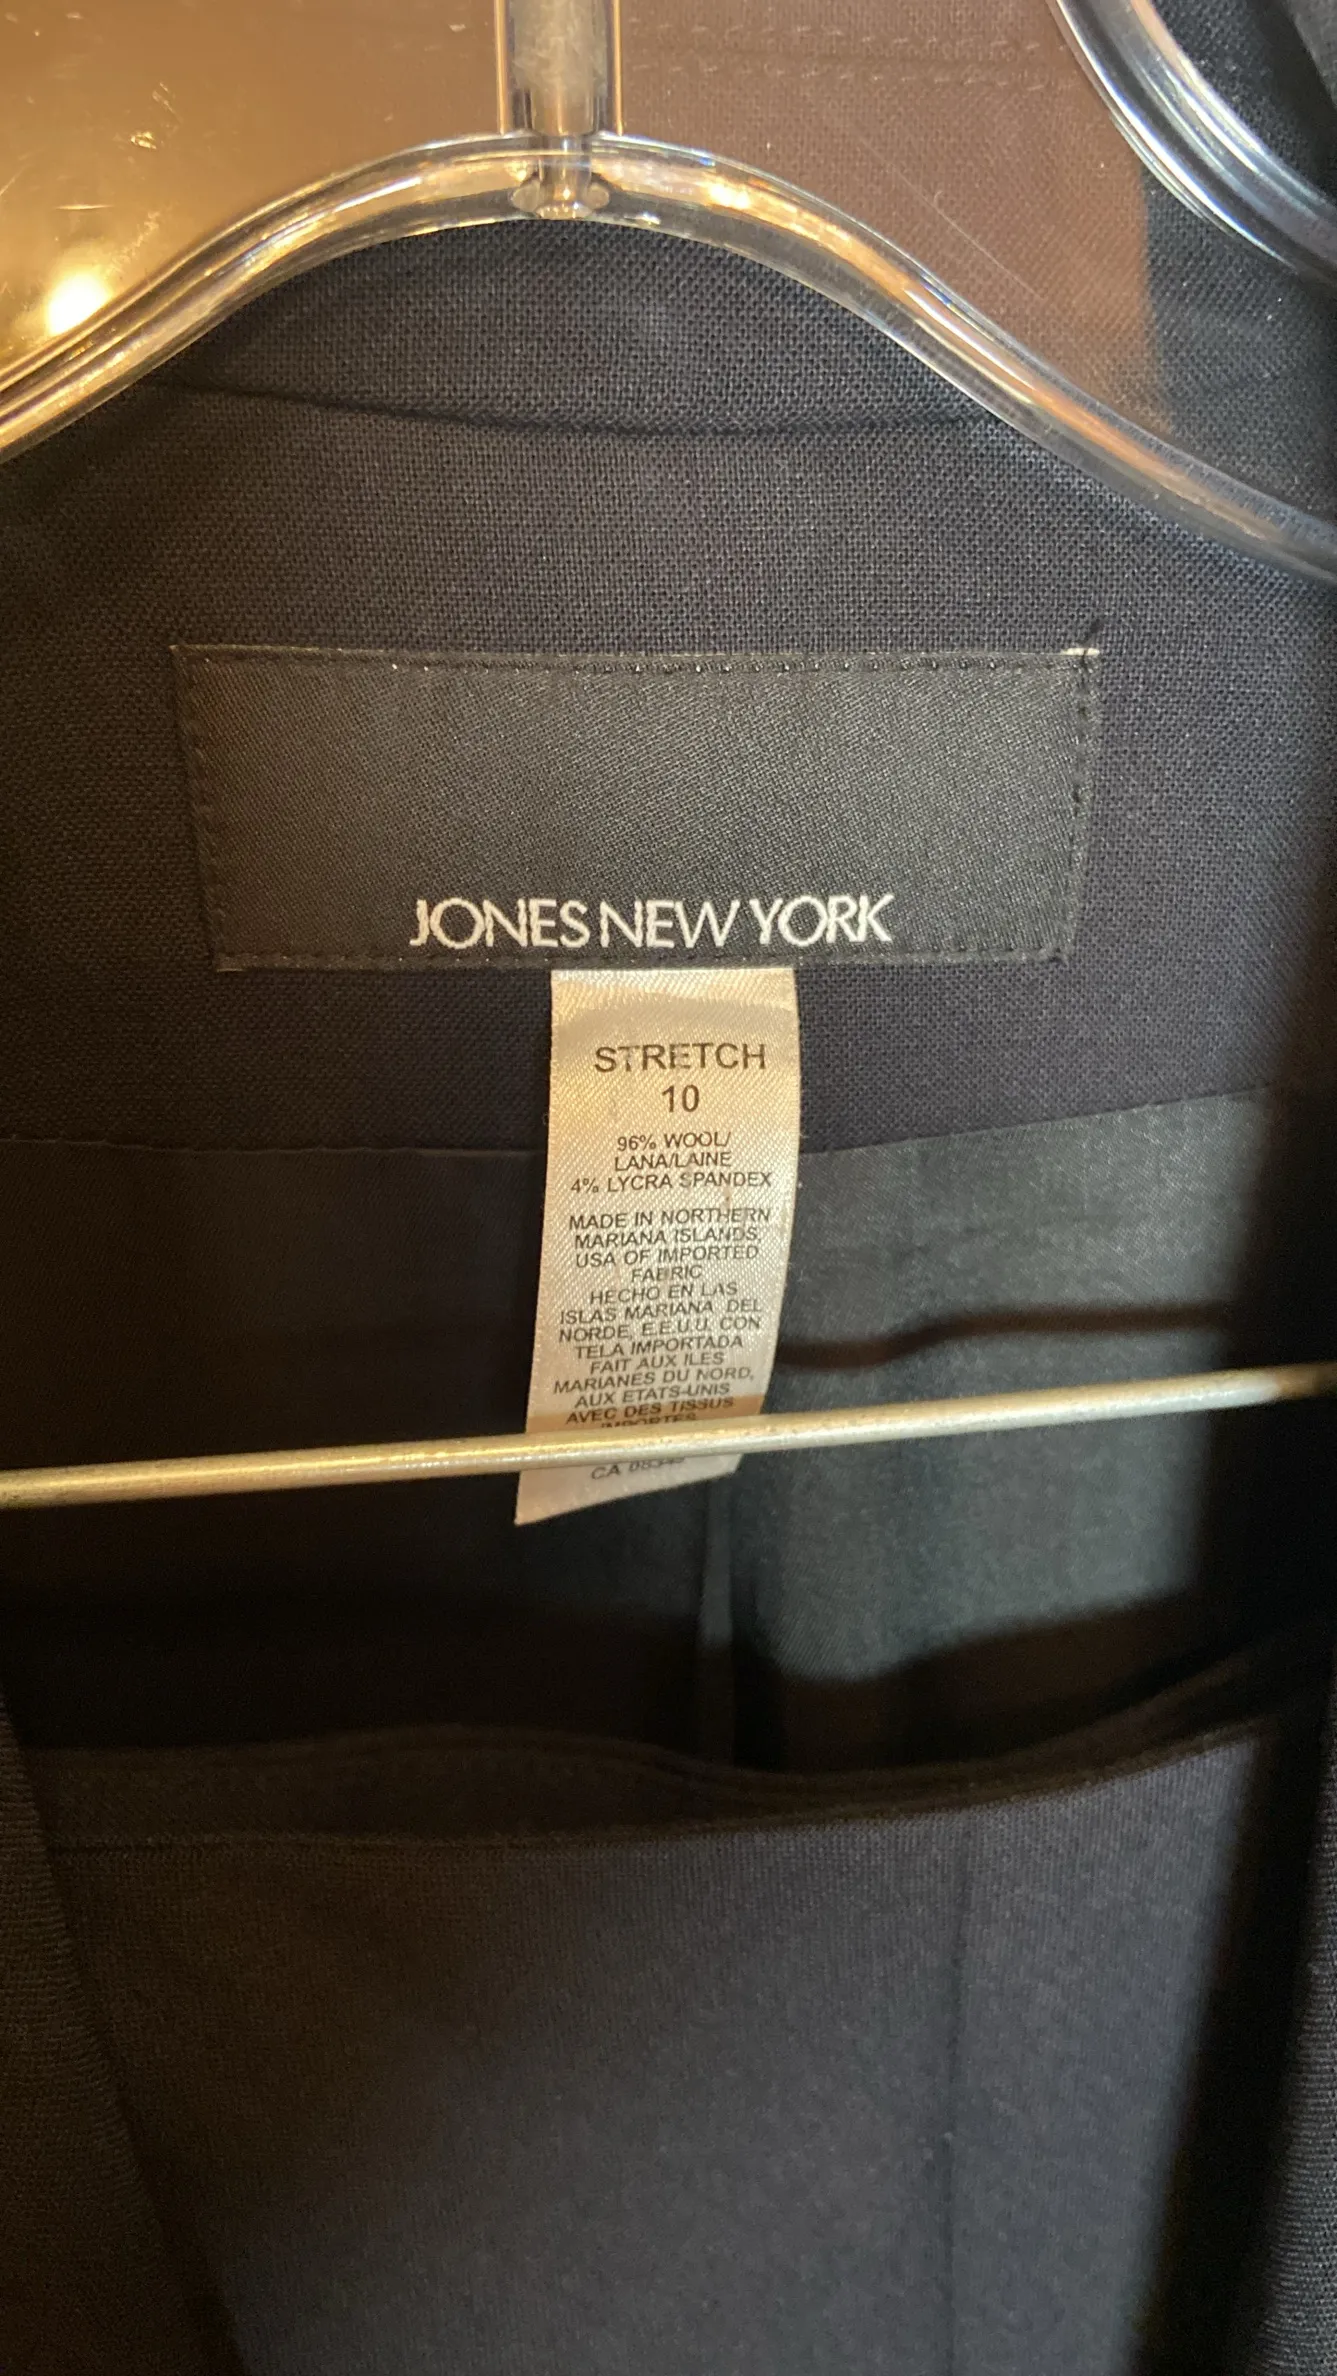 JONES NEW YORK
STRETCH
10
96% WOOL/
LANA/LAINE
4% LYCRA SPANDEX
MADE IN NORTHERN
MARIANA ISLANDS,
USA OF IMPORTED
FABRIC
HECHO EN LAS
ISLAS MARIANA DEL
NORDE, E.E.U.U. CON
TELA IMPORTADA
FAIT AUX ILES
MARIANES DU NORD,
AUX ETATS-UNIS
AVEC DES TISSUS
IMPORTES
CA